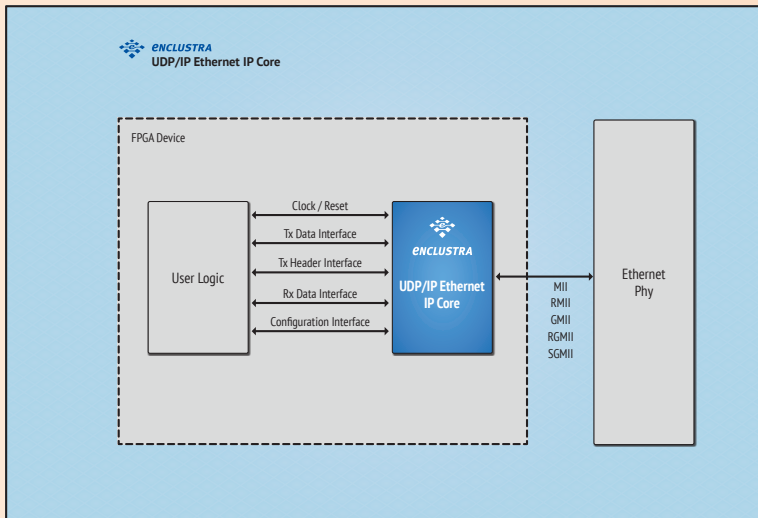 enclustra
UDP/IP Ethernet IP Core
FPGA Device
User Logic
Clock / Reset
Tx Data Interface
Tx Header Interface
Rx Data Interface
Configuration Interface
enclustra
UDP/IP Ethernet
IP Core
MII
RMII
GMII
RGMII
SGMII
Ethernet
Phy